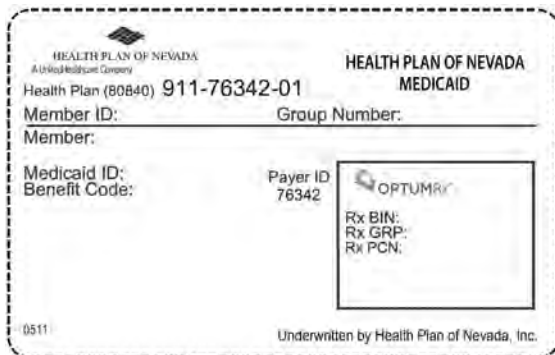 HEALTH PLAN OF NEVADA
A UnitedHealthcare Company
HEALTH PLAN OF NEVADA
MEDICAID
Health Plan (80840) 911-76342-01
Member ID: Group Number:
Member:
Medicaid ID:
Benefit Code:
Payer ID
76342
OPTUMRx
Rx BIN:
Rx GRP:
Rx PCN:
0511
Underwritten by Health Plan of Nevada, Inc.